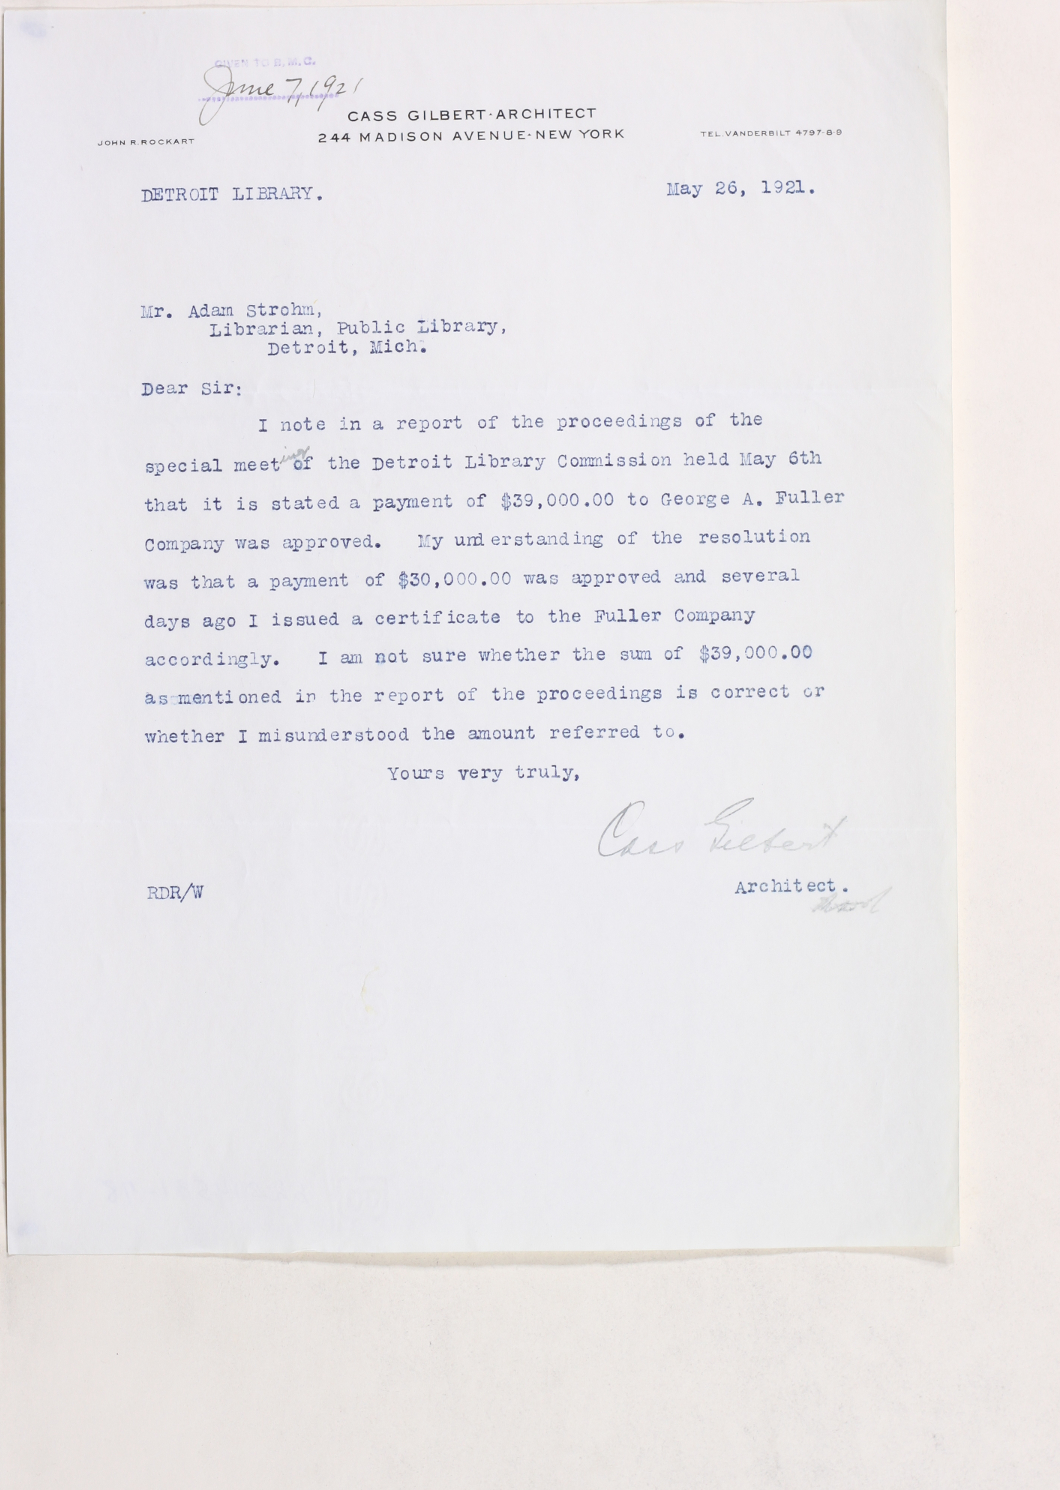 GIVEN TO R.M.C.
June 7, 1921
CASS GILBERT·ARCHITECT
244 MADISON AVENUE·NEW YORK
JOHN R. ROCKART
TEL. VANDERBILT 4797-8-9
DETROIT LIBRARY.
May 26, 1921.
Mr. Adam Strohm,
Librarian, Public Library,
Detroit, Mich.
Dear Sir:
I note in a report of the proceedings of the
special meeting of the Detroit Library Commission held May 6th
that it is stated a payment of $39,000.00 to George A. Fuller
Company was approved. My understanding of the resolution
was that a payment of $30,000.00 was approved and several
days ago I issued a certificate to the Fuller Company
accordingly. I am not sure whether the sum of $39,000.00
as mentioned in the report of the proceedings is correct or
whether I misunderstood the amount referred to.
Yours very truly,
Cass Gilbert
RDR/W
Architect.